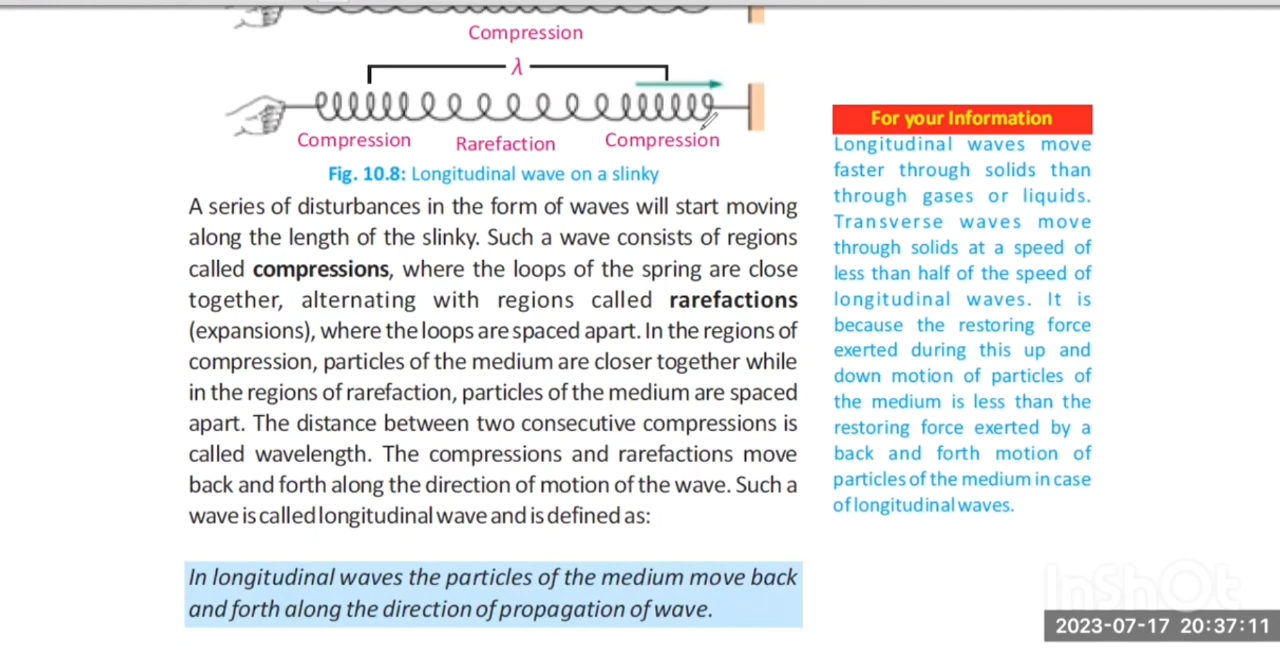 Compression
λ
Compression
Rarefaction
Compression
Fig. 10.8: Longitudinal wave on a slinky
A series of disturbances in the form of waves will start moving
along the length of the slinky. Such a wave consists of regions
called compressions, where the loops of the spring are close
together, alternating with regions called rarefactions
(expansions), where the loops are spaced apart. In the regions of
compression, particles of the medium are closer together while
in the regions of rarefaction, particles of the medium are spaced
apart. The distance between two consecutive compressions is
called wavelength. The compressions and rarefactions move
back and forth along the direction of motion of the wave. Such a
wave is called longitudinal wave and is defined as:
In longitudinal waves the particles of the medium move back
and forth along the direction of propagation of wave.
For your Information
Longitudinal waves move
faster through solids than
through gases or liquids.
Transverse waves move
through solids at a speed of
less than half of the speed of
longitudinal waves. It is
because the restoring force
exerted during this up and
down motion of particles of
the medium is less than the
restoring force exerted by a
back and forth motion of
particles of the medium in case
of longitudinal waves.
InShOt
2023-07-17 20:37:11